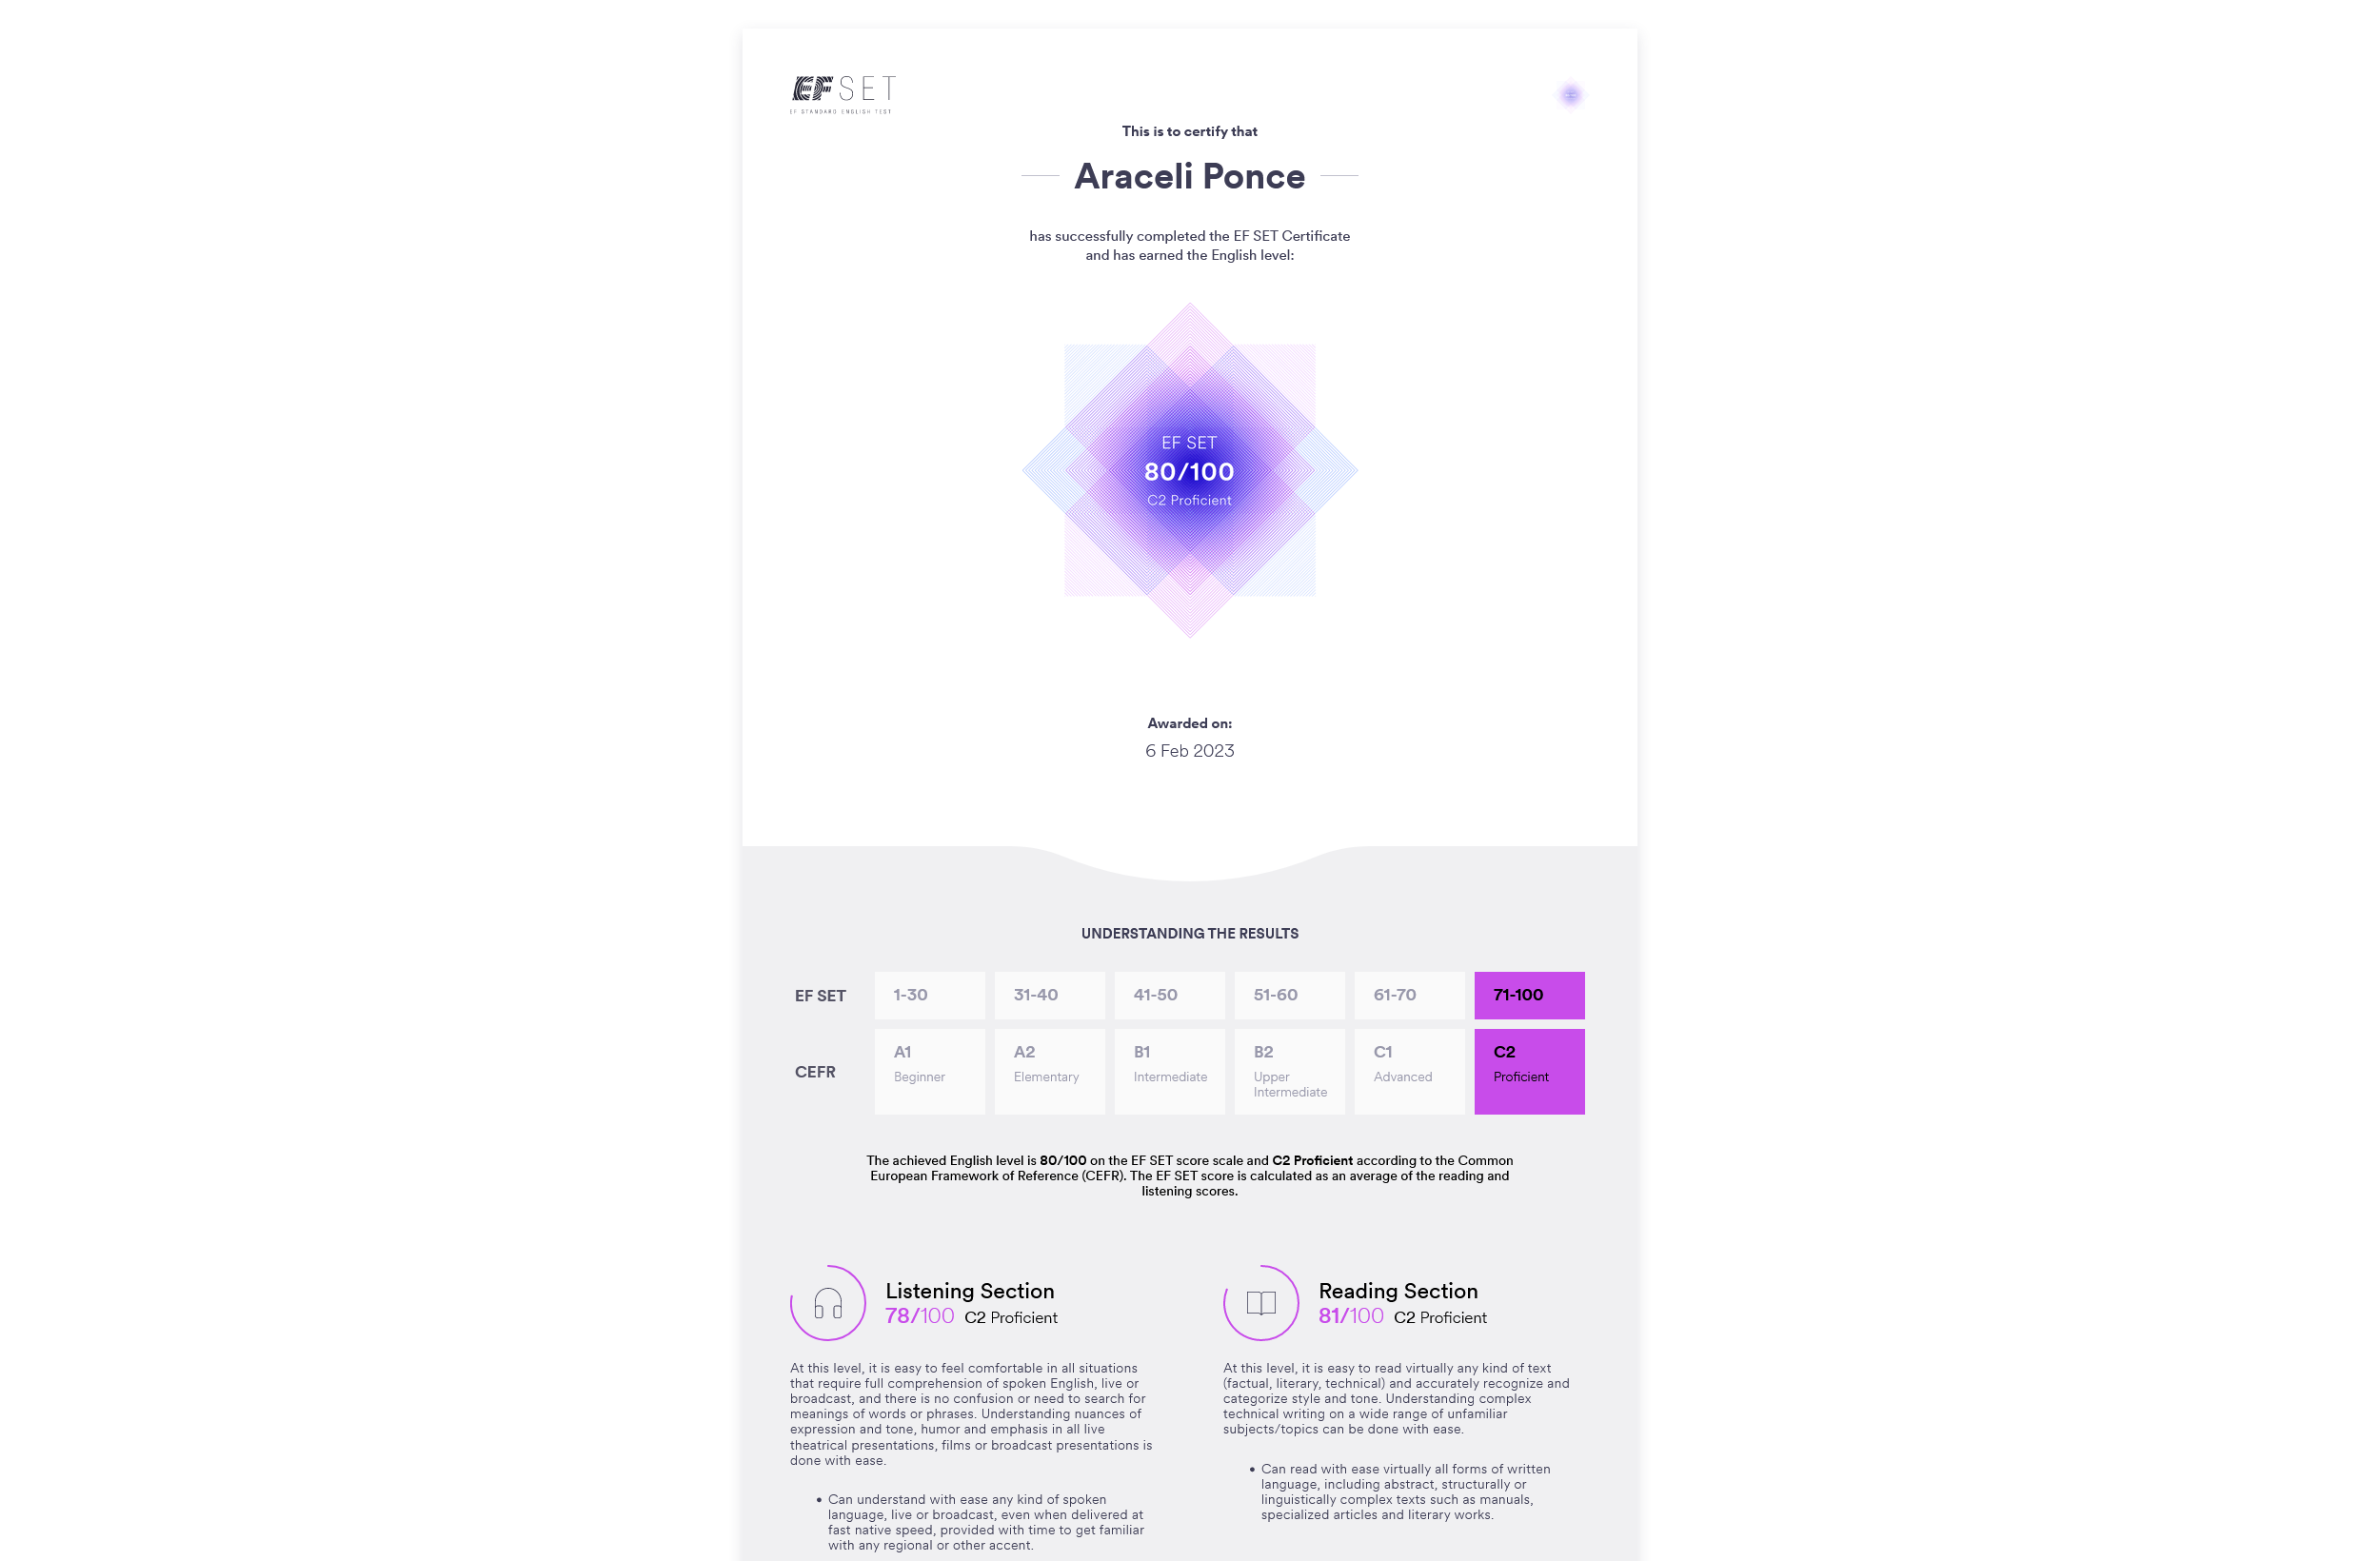 EF SET
EF STANDARD ENGLISH TEST
This is to certify that
Araceli Ponce
has successfully completed the EF SET Certificate
and has earned the English level:
EF SET
80/100
C2 Proficient
Awarded on:
6 Feb 2023
UNDERSTANDING THE RESULTS
EF SET 1-30 31-40 41-50 51-60 61-70 71-100
CEFR
A1 A2 B1 B2 C1 C2
Beginner Elementary Intermediate Upper Advanced Proficient
Intermediate
The achieved English level is 80/100 on the EF SET score scale and C2 Proficient according to the Common
European Framework of Reference (CEFR). The EF SET score is calculated as an average of the reading and
listening scores.
Listening Section
78/100 C2 Proficient
At this level, it is easy to feel comfortable in all situations
that require full comprehension of spoken English, live or
broadcast, and there is no confusion or need to search for
meanings of words or phrases. Understanding nuances of
expression and tone, humor and emphasis in all live
theatrical presentations, films or broadcast presentations is
done with ease.
• Can understand with ease any kind of spoken
language, live or broadcast, even when delivered at
fast native speed, provided with time to get familiar
with any regional or other accent.
Reading Section
81/100 C2 Proficient
At this level, it is easy to read virtually any kind of text
(factual, literary, technical) and accurately recognize and
categorize style and tone. Understanding complex
technical writing on a wide range of unfamiliar
subjects/topics can be done with ease.
• Can read with ease virtually all forms of written
language, including abstract, structurally or
linguistically complex texts such as manuals,
specialized articles and literary works.